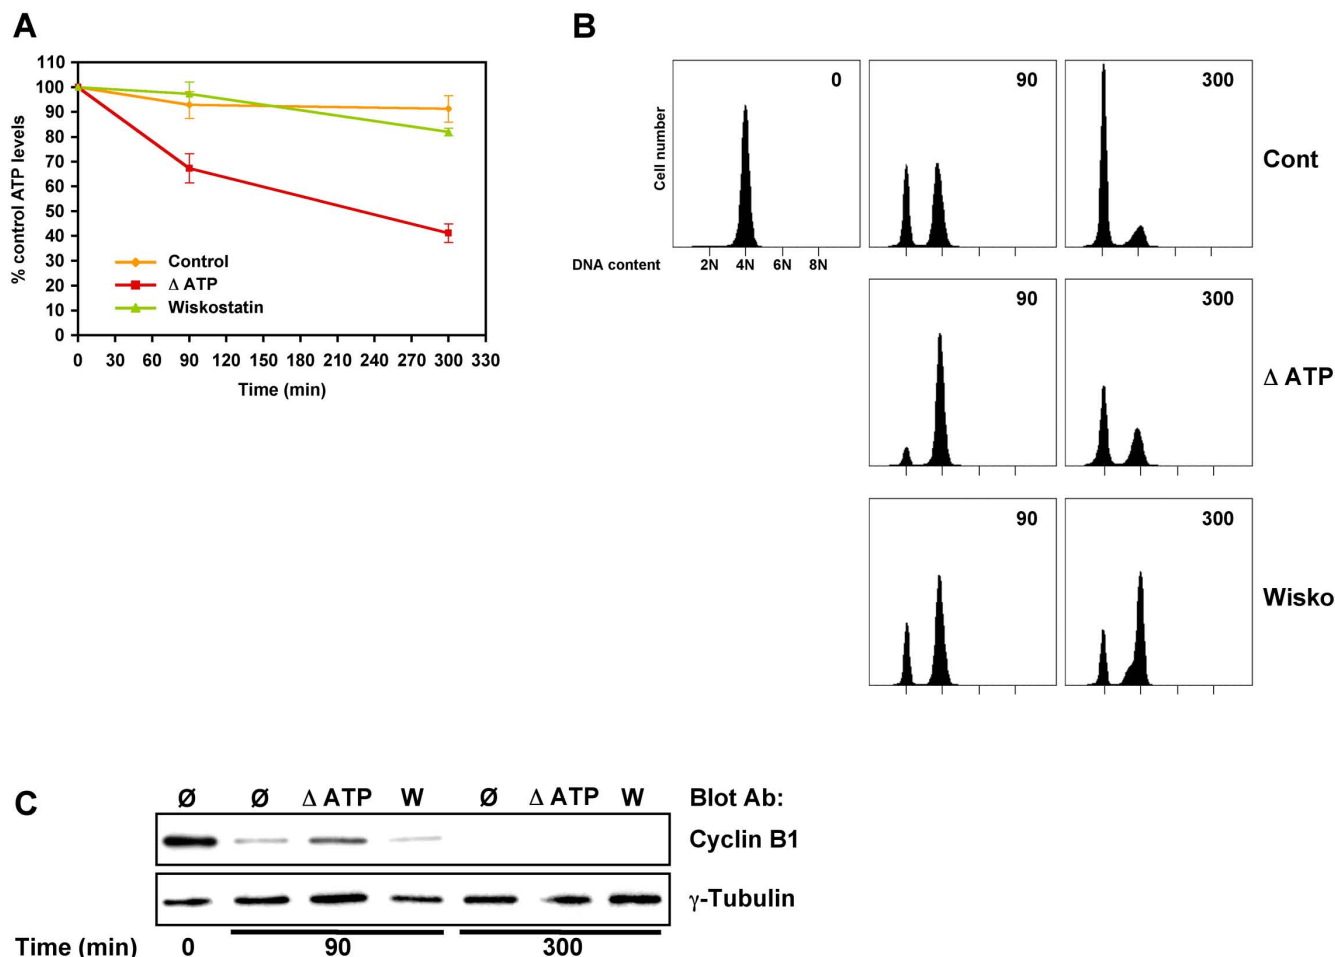 A
110
100
90
80
70
60
50
40
30
20
10
0
% control ATP levels
Control
Δ ATP
Wiskostatin
0 30 60 90 120 150 180 210 240 270 300 330
Time (min)
B
Cell number
0
90
300
Cont
DNA content
2N 4N 6N 8N
90
300
Δ ATP
90
300
Wisko
C
Ø Ø Δ ATP W Ø Δ ATP W Blot Ab:
Cyclin B1
γ-Tubulin
Time (min) 0 90 300